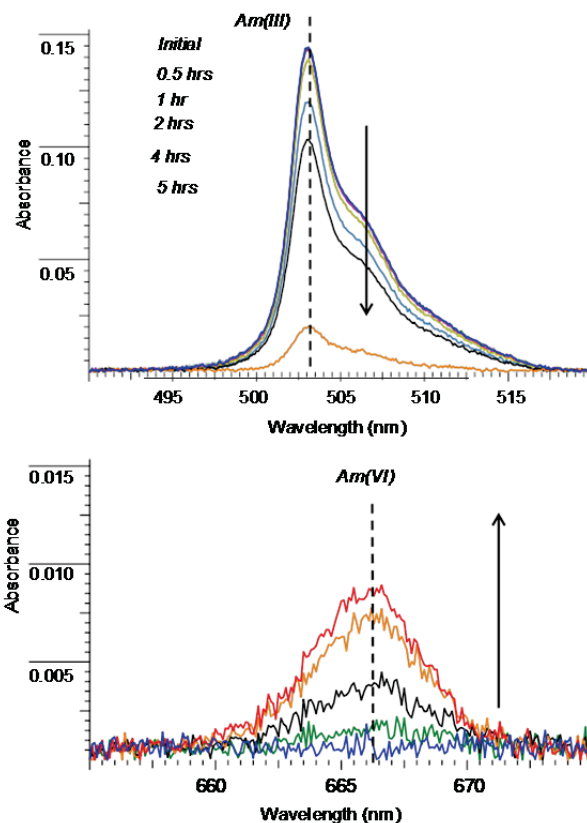 Am(III)
Initial
0.5 hrs
1 hr
2 hrs
4 hrs
5 hrs
0.15
0.10
0.05
Absorbance
495 500 505 510 515
Wavelength (nm)
Am(VI)
0.015
0.010
0.005
Absorbance
660 665 670
Wavelength (nm)